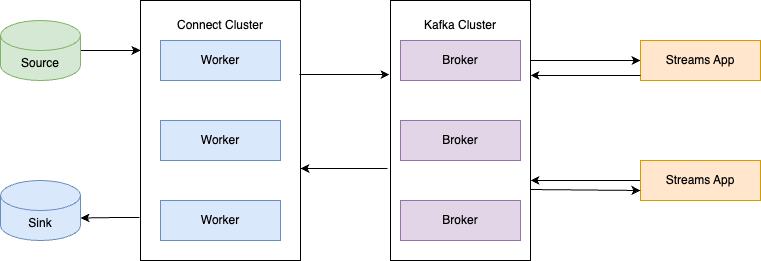 Connect Cluster
Kafka Cluster
Source
Worker
Broker
Streams App
Worker
Broker
Streams App
Sink
Worker
Broker